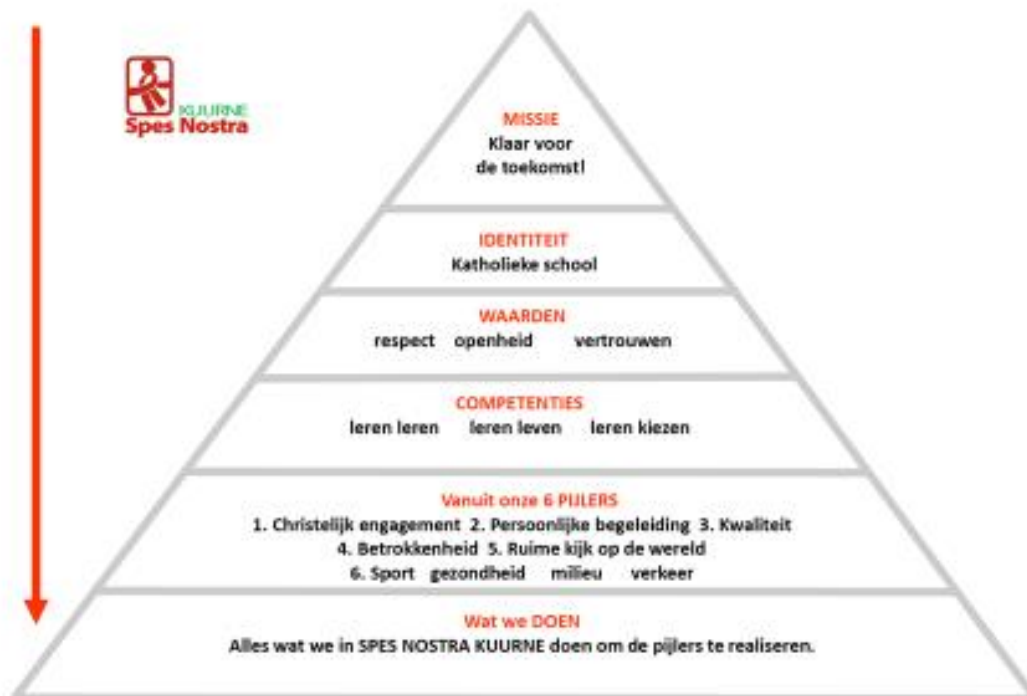 KUURNE
Spes Nostra
MISSIE
Klaar voor
de toekomst!
IDENTITEIT
Katholieke school
WAARDEN
respect openheid vertrouwen
COMPETENTIES
leren leren leren leven leren kiezen
Vanuit onze 6 PIJLERS
1. Christelijk engagement 2. Persoonlijke begeleiding 3. Kwaliteit
4. Betrokkenheid 5. Ruime kijk op de wereld
6. Sport gezondheid milieu verkeer
Wat we DOEN
Alles wat we in SPES NOSTRA KUURNE doen om de pijlers te realiseren.